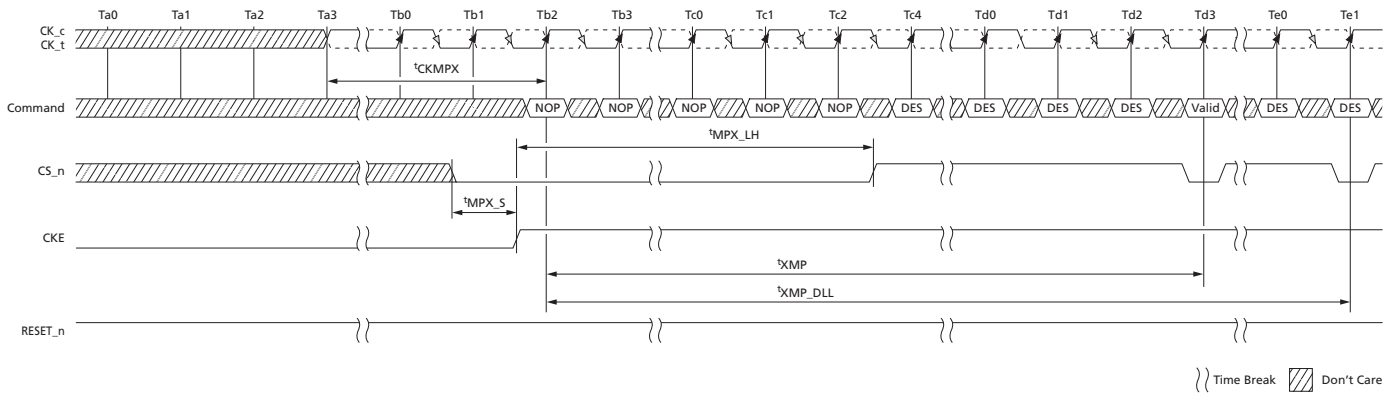 Ta0 Ta1 Ta2 Ta3 Tb0 Tb1 Tb2 Tb3 Tc0 Tc1 Tc2 Tc4 Td0 Td1 Td2 Td3 Te0 Te1
CK_c
CK_t
tCKMPX
Command NOP NOP NOP NOP NOP DES DES DES DES Valid DES DES
tMPX_LH
CS_n
tMPX_S
CKE
tXMP
tXMP_DLL
RESET_n
Time Break Don't Care